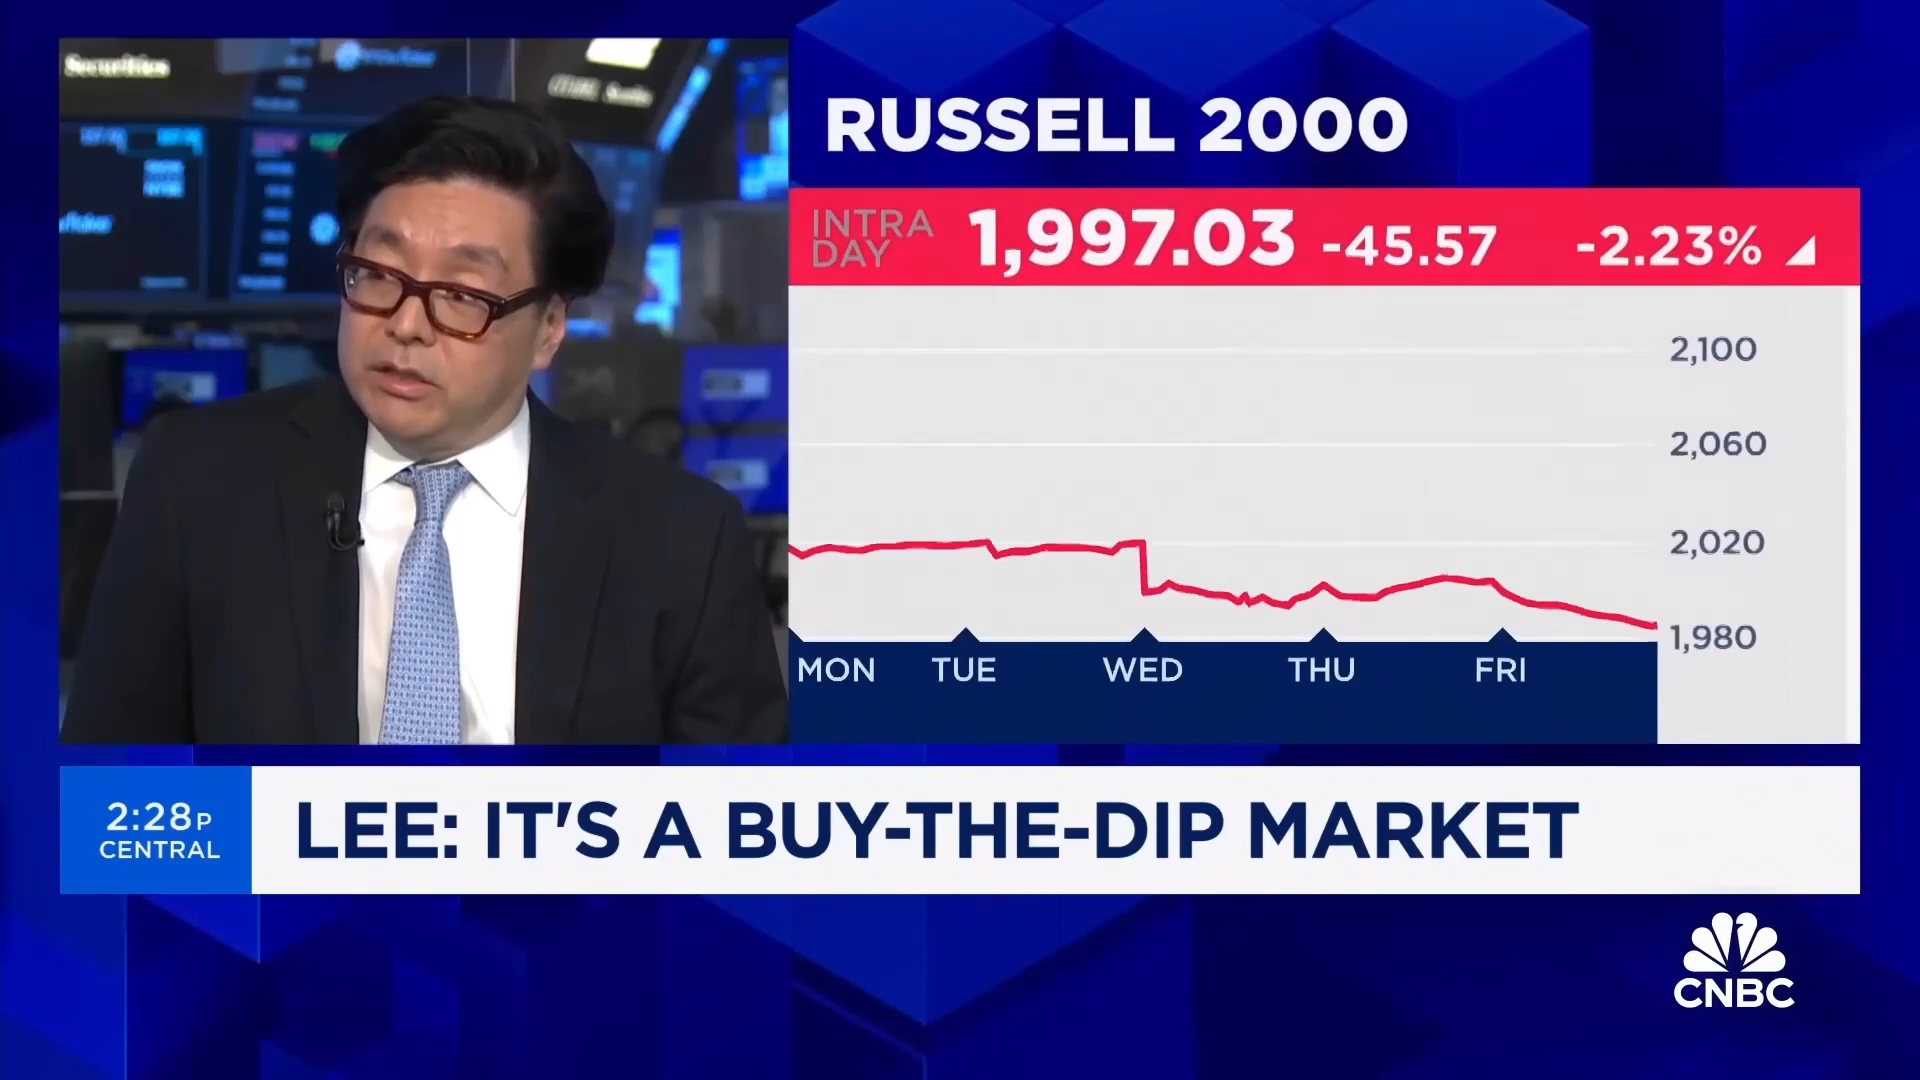 Securities
RUSSELL 2000
INTRA
DAY
1,997.03 -45.57 -2.23%
2,100
2,060
2,020
1,980
MON TUE WED THU FRI
2:28P
CENTRAL
LEE: IT'S A BUY-THE-DIP MARKET
CNBC